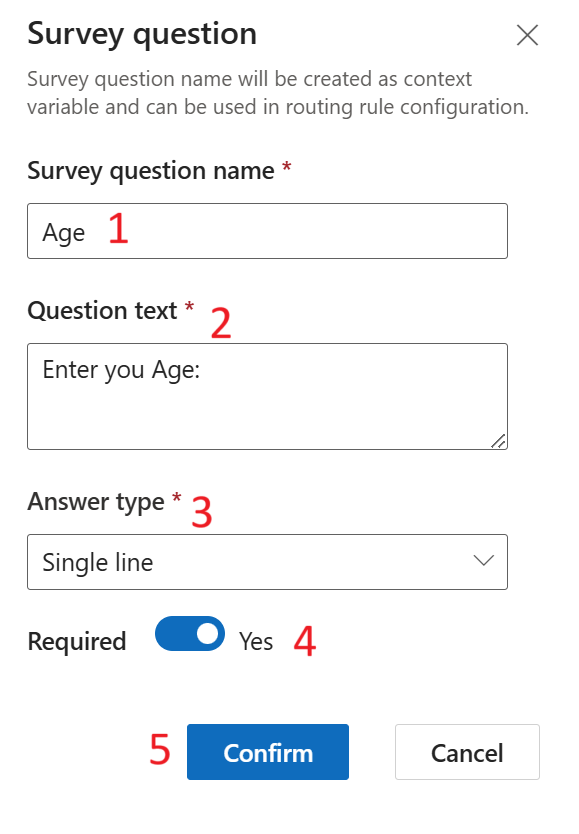 Survey question
Survey question name will be created as context
variable and can be used in routing rule configuration.
Survey question name *
Age 1
Question text * 2
Enter you Age:
Answer type * 3
Single line
Required Yes 4
5 Confirm Cancel